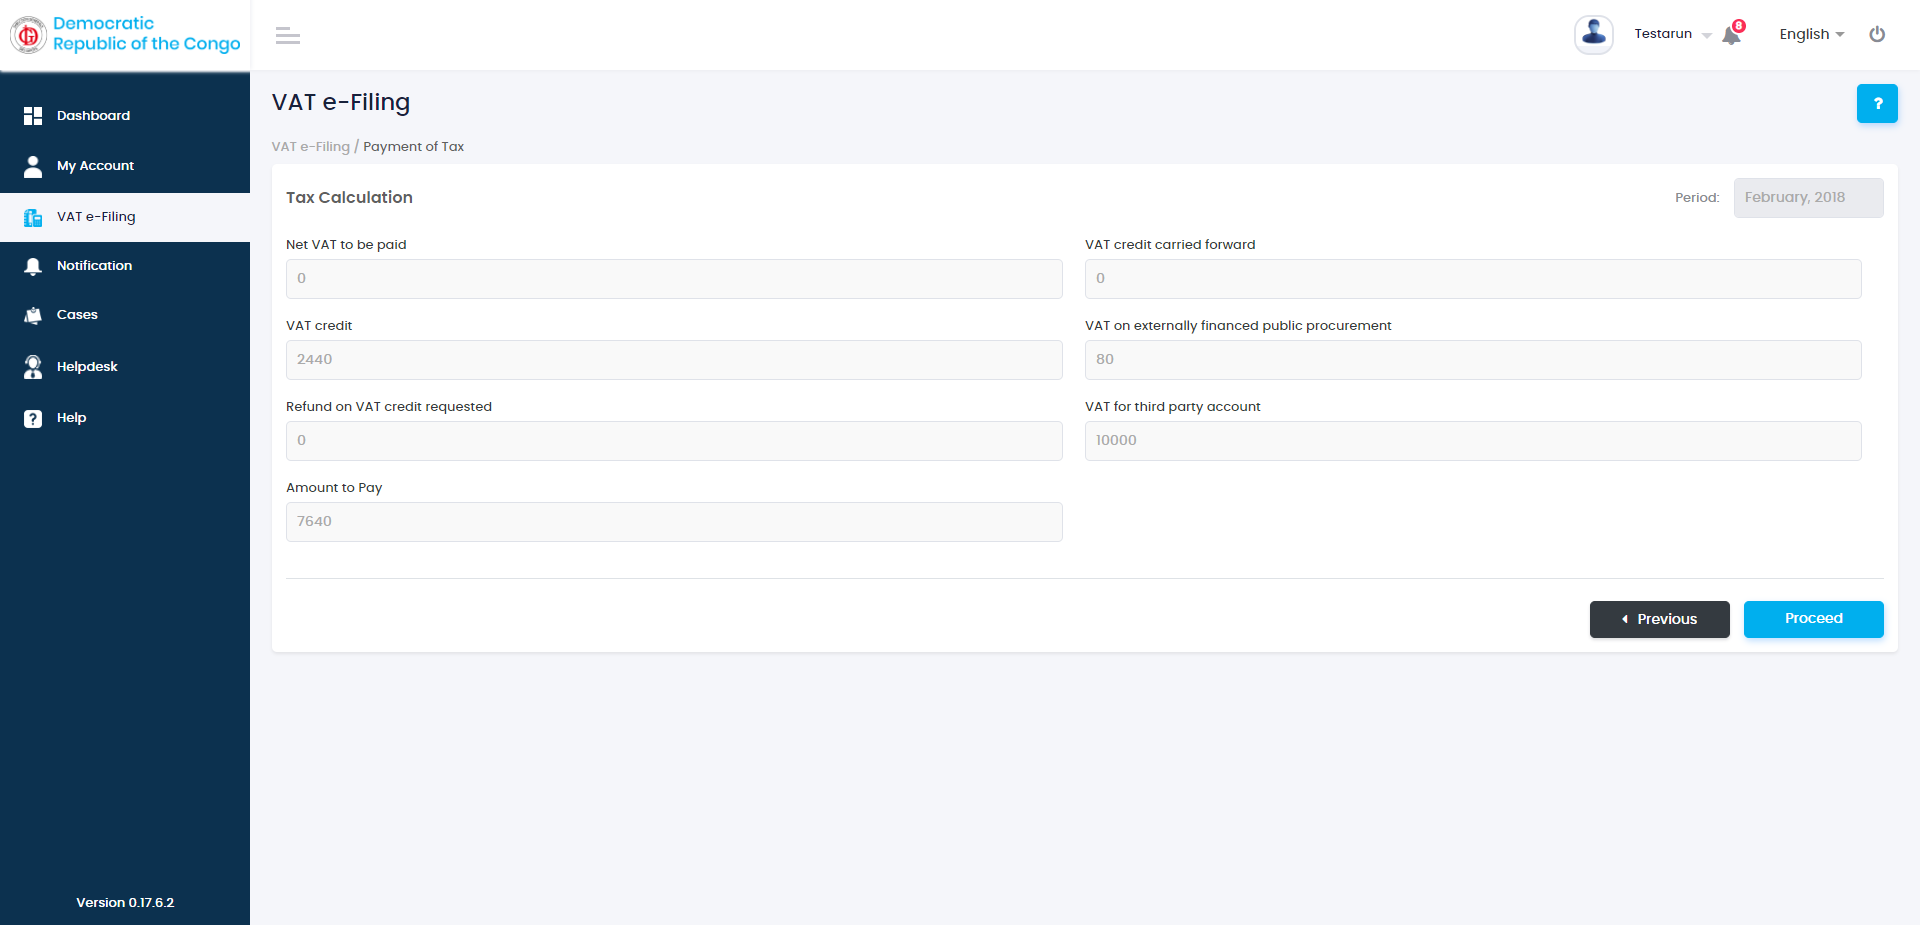 Democratic
Republic of the Congo
Testarun
8
English
Dashboard
My Account
VAT e-Filing
Notification
Cases
Helpdesk
Help
Version 0.17.6.2
VAT e-Filing
?
VAT e-Filing / Payment of Tax
Tax Calculation
Period: February, 2018
Net VAT to be paid
0
VAT credit carried forward
0
VAT credit
2440
VAT on externally financed public procurement
80
Refund on VAT credit requested
0
VAT for third party account
10000
Amount to Pay
7640
Previous
Proceed